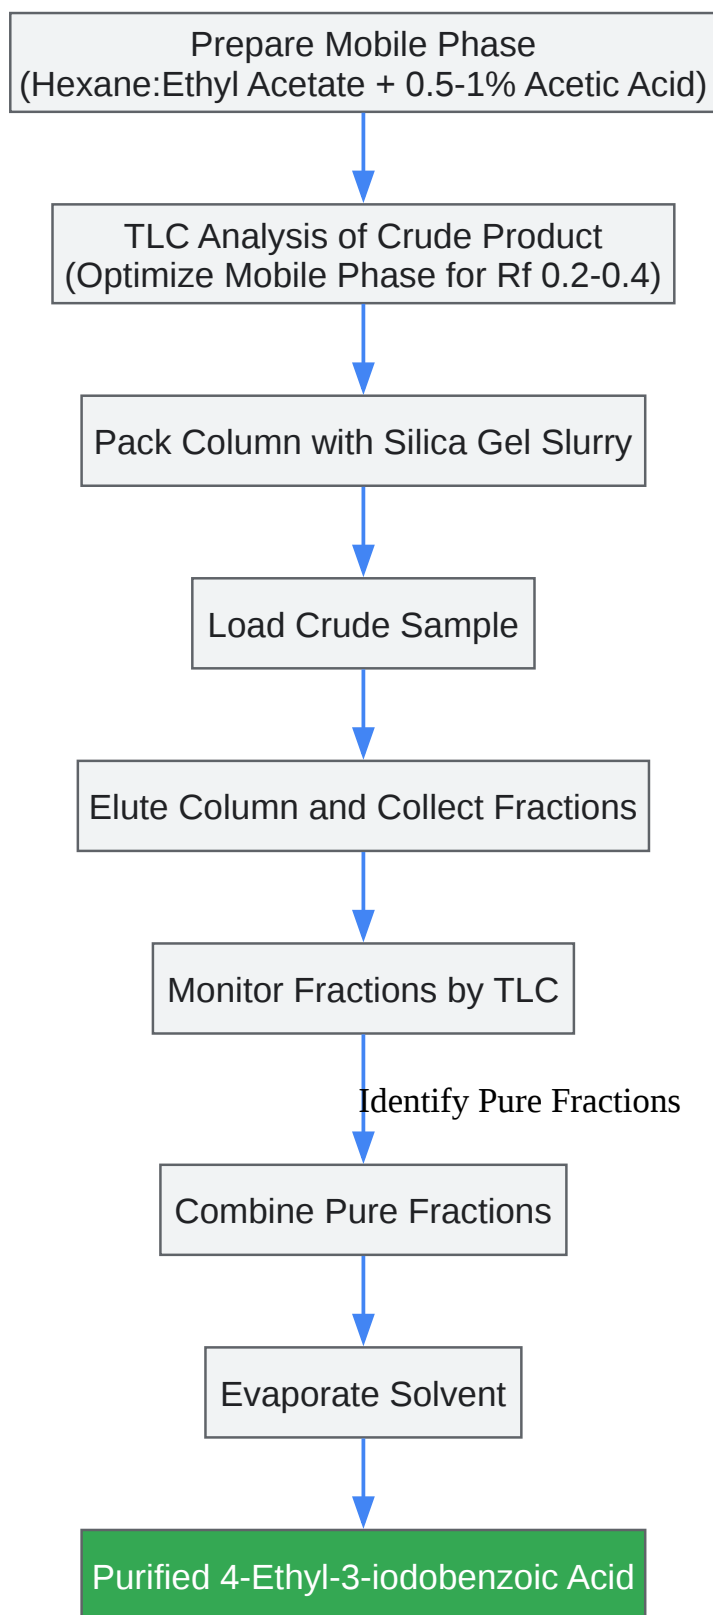 Prepare Mobile Phase
(Hexane:Ethyl Acetate + 0.5-1% Acetic Acid)
TLC Analysis of Crude Product
(Optimize Mobile Phase for Rf 0.2-0.4)
Pack Column with Silica Gel Slurry
Load Crude Sample
Elute Column and Collect Fractions
Monitor Fractions by TLC
Identify Pure Fractions
Combine Pure Fractions
Evaporate Solvent
Purified 4-Ethyl-3-iodobenzoic Acid